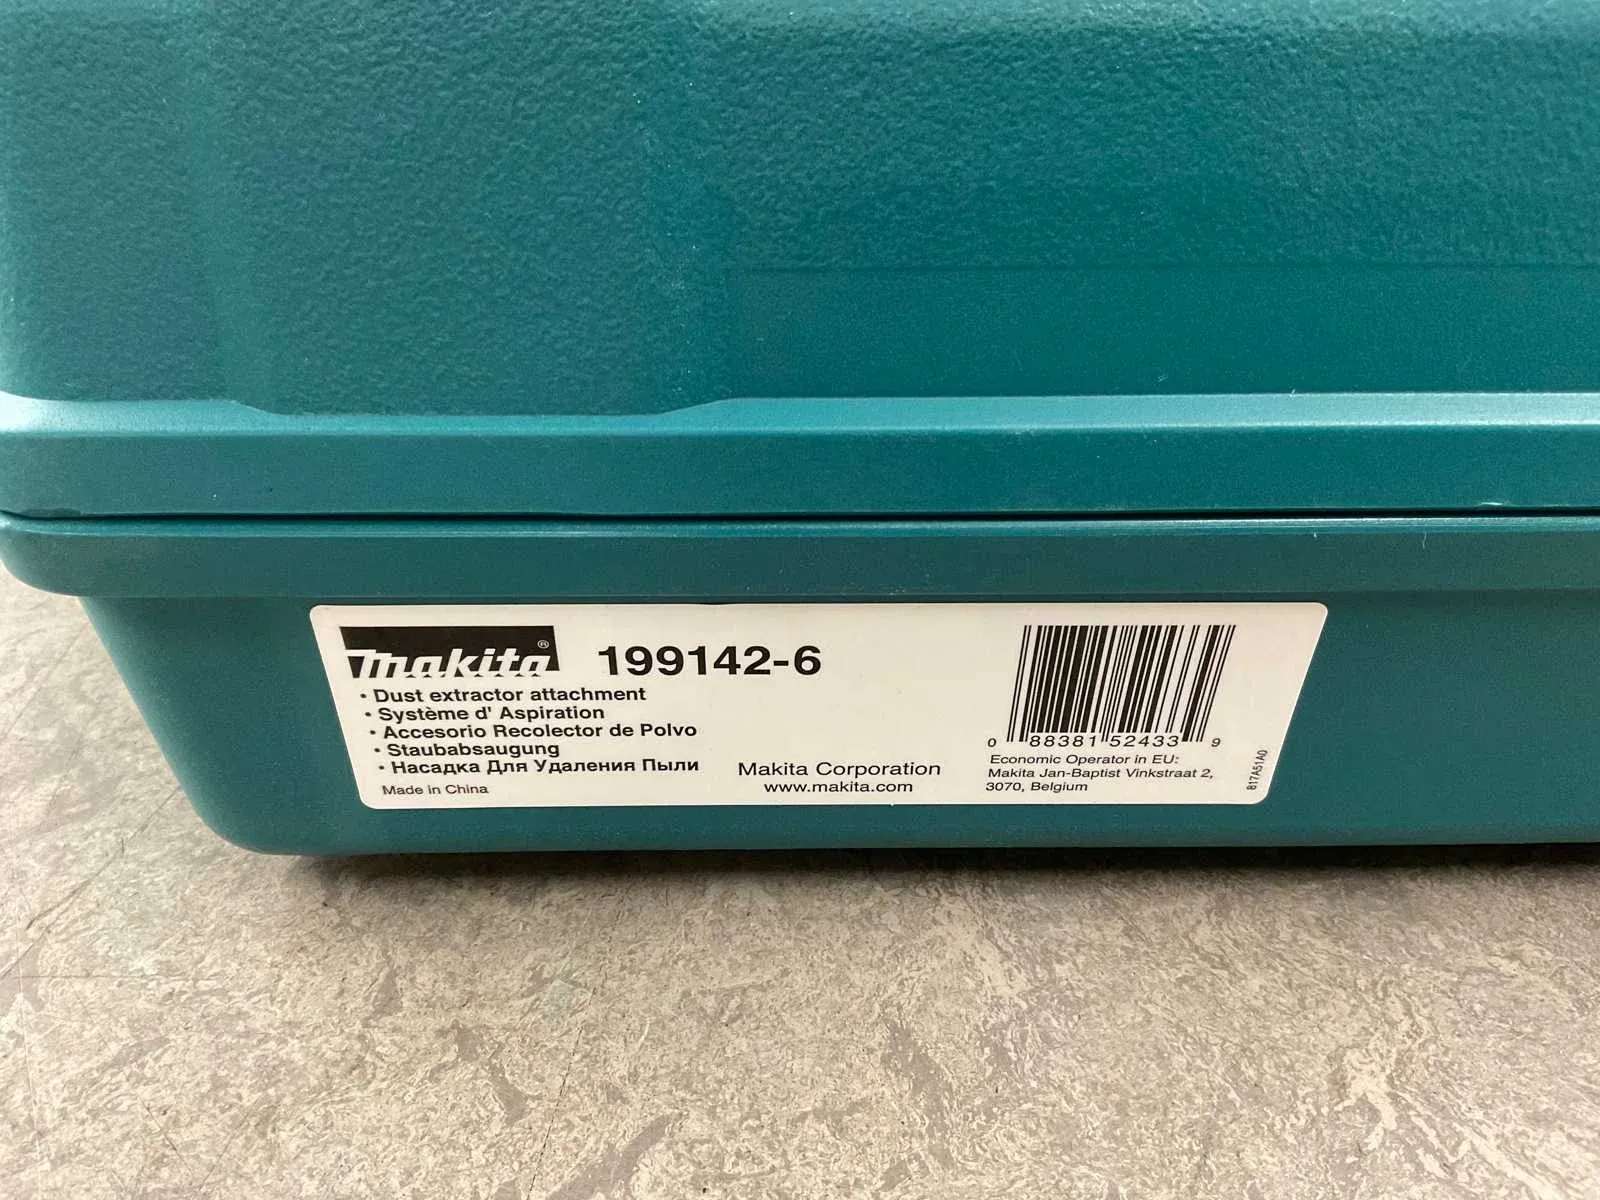 makita®
199142-6
· Dust extractor attachment
· Système d' Aspiration
· Accesorio Recolector de Polvo
· Staubabsaugung
· Насадка Для Удаления Пыли
Made in China
Makita Corporation
www.makita.com
0 88381 52433 9
Economic Operator in EU:
Makita Jan-Baptist Vinkstraat 2,
3070, Belgium
817A51A0